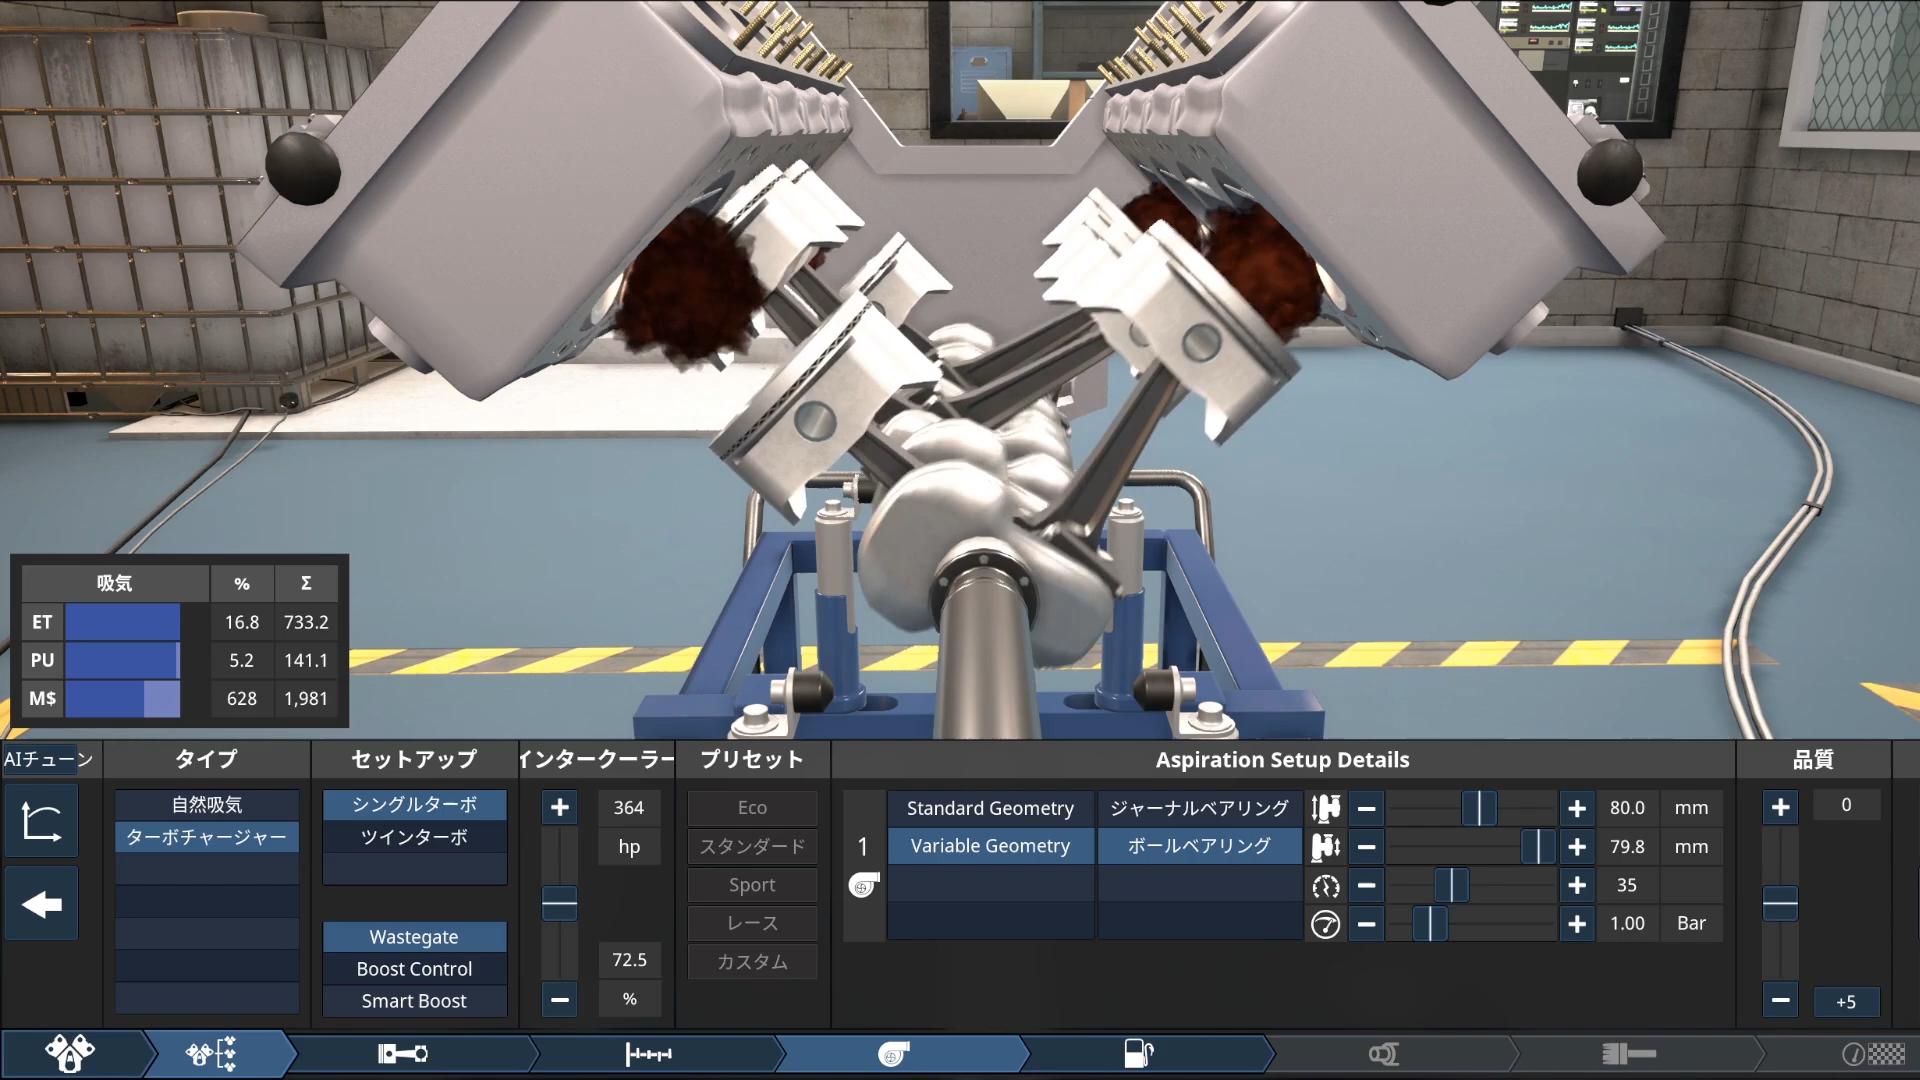 吸気 % Σ
ET 16.8 733.2
PU 5.2 141.1
M$ 628 1,981
AIチューン
タイプ
自然吸気
ターボチャージャー
セットアップ
シングルターボ
ツインターボ
Wastegate
Boost Control
Smart Boost
インタークーラー
364
hp
72.5
%
プリセット
Eco
スタンダード
Sport
レース
カスタム
Aspiration Setup Details
1
Standard Geometry ジャーナルベアリング 80.0 mm
Variable Geometry ボールベアリング 79.8 mm
35
1.00 Bar
品質
0
+5